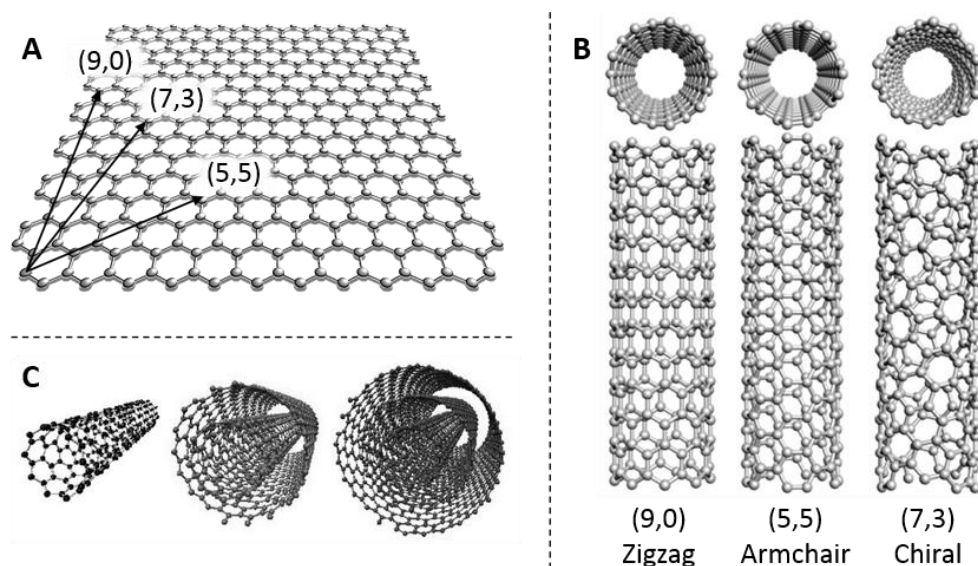 A
(9,0)
(7,3)
(5,5)
C
B
(9,0) (5,5) (7,3)
Zigzag Armchair Chiral